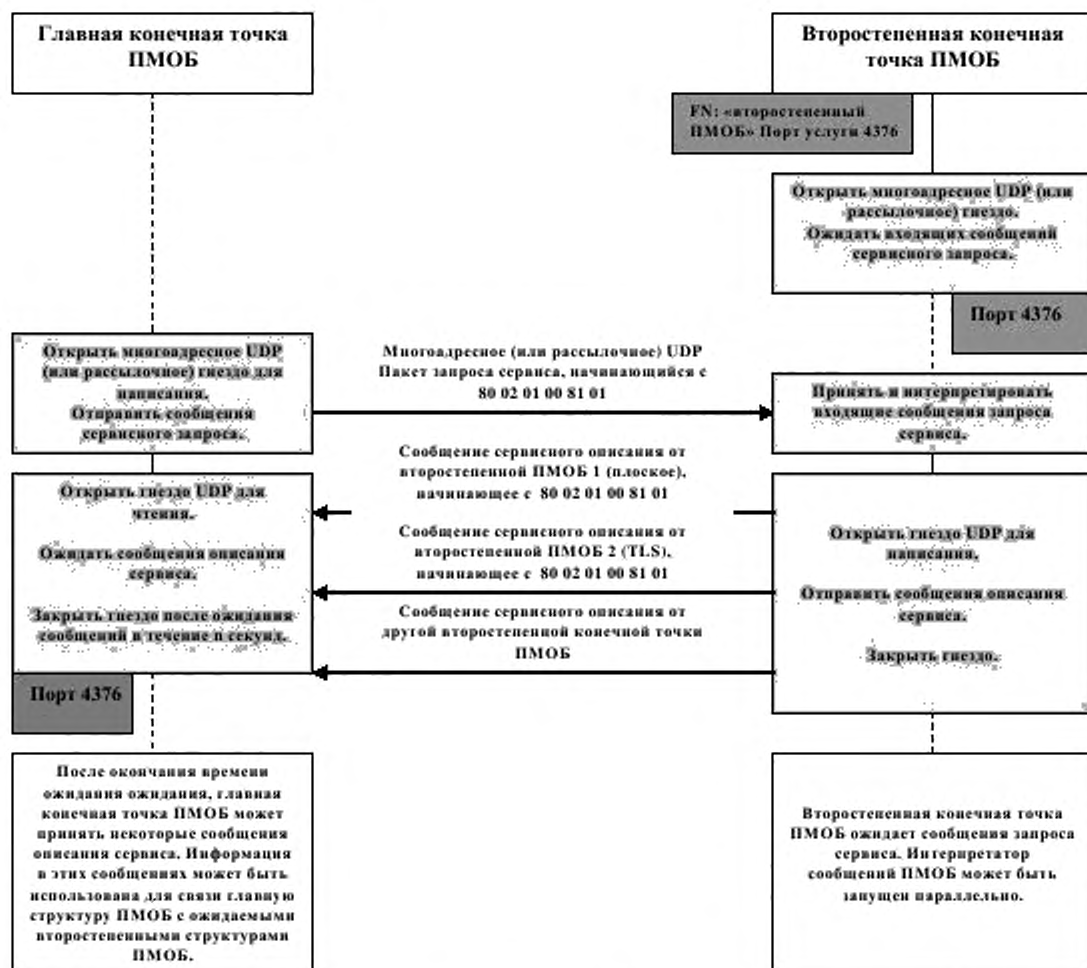 Главная конечная точка
ПМОБ
Второстепенная конечная
точка ПМОБ
FN: «второстепенный
ПМОБ» Порт услуги 4376
Открыть многоадресное UDP (или
рассылочное) гнездо.
Ожидать входящих сообщений
сервисного запроса.
Порт 4376
Открыть многоадресное UDP
(или рассылочное) гнездо для
написания.
Отправить сообщения
сервисного запроса.
Многоадресное (или рассылочное) UDP
Пакет запроса сервиса, начинающийся с
80 02 01 00 81 01
Принять и интерпретировать
входящие сообщения запроса
сервиса.
Сообщение сервисного описания от
второстепенной ПМОБ 1 (плоское),
начинающее с 80 02 01 00 81 01
Сообщение сервисного описания от
второстепенной ПМОБ 2 (TLS),
начинающее с 80 02 01 00 81 01
Сообщение сервисного описания от
другой второстепенной конечной точки
ПМОБ
Открыть гнездо UDP для
чтения.
Ожидать сообщения описания
сервиса.
Закрыть гнездо после ожидания
сообщений в течение n секунд.
Порт 4376
Открыть гнездо UDP для
написания.
Отправить сообщения описания
сервиса.
Закрыть гнездо.
После окончания времени
ожидания ожидания, главная
конечная точка ПМОБ может
принять некоторые сообщения
описания сервиса. Информация
в этих сообщениях может быть
использована для связи главную
структуру ПМОБ с ожидаемыми
второстепенными структурами
ПМОБ.
Второстепенная конечная точка
ПМОБ ожидает сообщения запроса
сервиса. Интерпретатор
сообщений ПМОБ может быть
запущен параллельно.